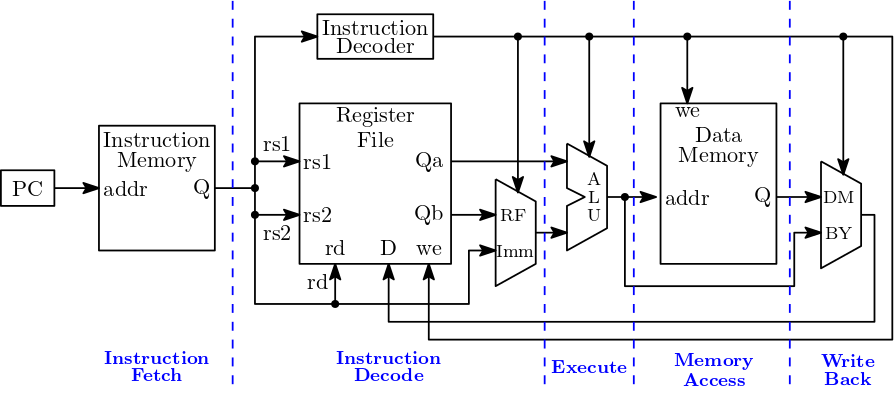 Instruction
Decoder
PC
Instruction
Memory
addr
Q
rs1
rs2
Register
File
rs1
Qa
rs2
Qb
rd
D
we
rd
RF
Imm
A
L
U
we
Data
Memory
addr
Q
DM
BY
Instruction
Fetch
Instruction
Decode
Execute
Memory
Access
Write
Back